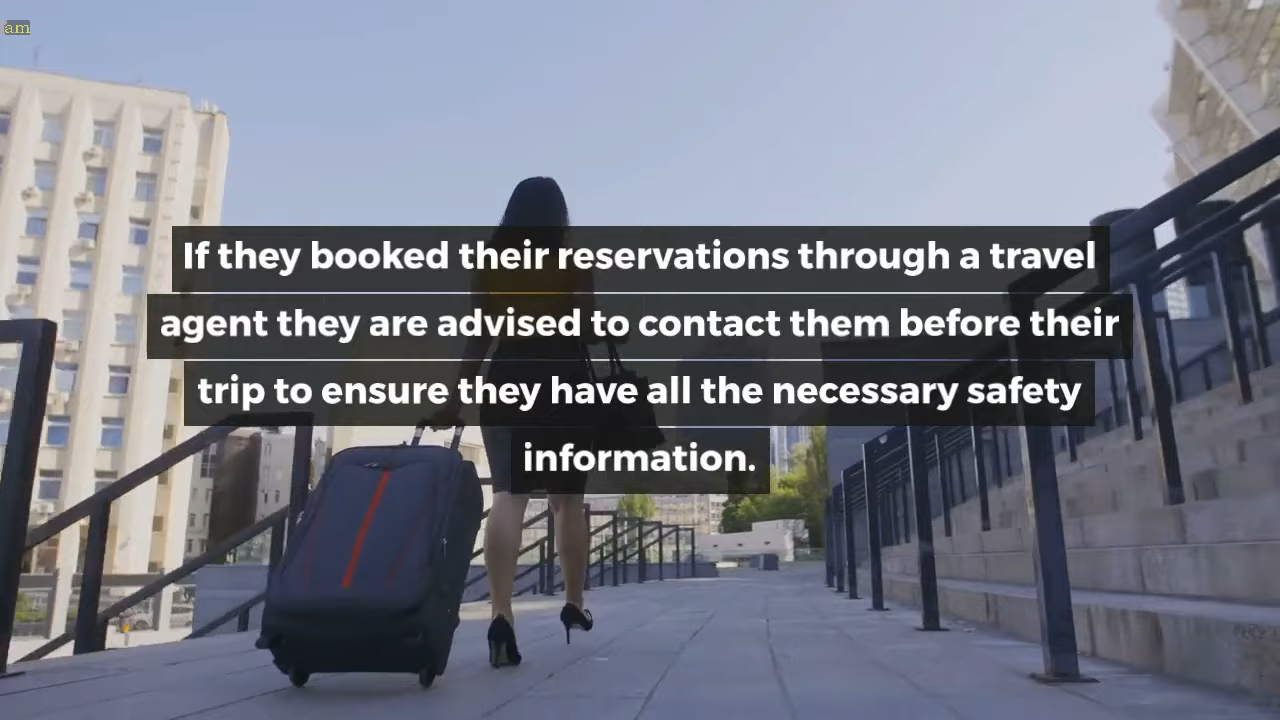 am
If they booked their reservations through a travel
agent they are advised to contact them before their
trip to ensure they have all the necessary safety
information.